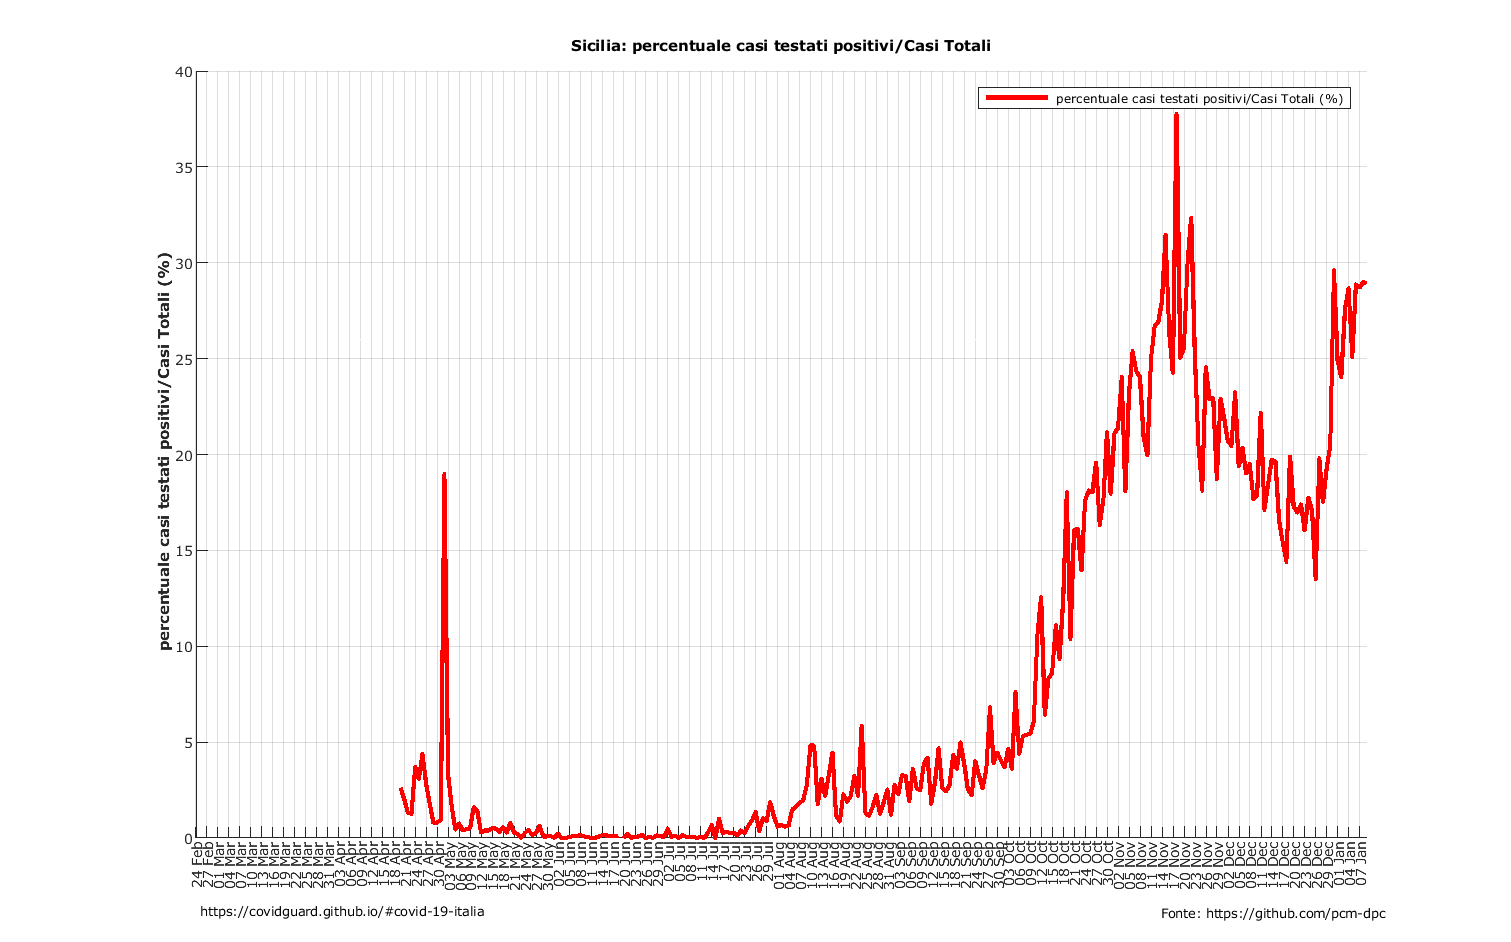 Sicilia: percentuale casi testati positivi/Casi Totali
percentuale casi testati positivi/Casi Totali (%)
percentuale casi testati positivi/Casi Totali (%)
40
35
30
25
20
15
10
5
0
24 Feb
27 Feb
01 Mar
04 Mar
07 Mar
10 Mar
13 Mar
16 Mar
19 Mar
22 Mar
25 Mar
28 Mar
31 Mar
03 Apr
06 Apr
09 Apr
12 Apr
15 Apr
18 Apr
21 Apr
24 Apr
27 Apr
30 Apr
03 May
06 May
09 May
12 May
15 May
18 May
21 May
24 May
27 May
30 May
02 Jun
05 Jun
08 Jun
11 Jun
14 Jun
17 Jun
20 Jun
23 Jun
26 Jun
29 Jun
02 Jul
05 Jul
08 Jul
11 Jul
14 Jul
17 Jul
20 Jul
23 Jul
26 Jul
29 Jul
01 Aug
04 Aug
07 Aug
10 Aug
13 Aug
16 Aug
19 Aug
22 Aug
25 Aug
28 Aug
31 Aug
03 Sep
06 Sep
09 Sep
12 Sep
15 Sep
18 Sep
21 Sep
24 Sep
27 Sep
30 Sep
03 Oct
06 Oct
09 Oct
12 Oct
15 Oct
18 Oct
21 Oct
24 Oct
27 Oct
30 Oct
02 Nov
05 Nov
08 Nov
11 Nov
14 Nov
17 Nov
20 Nov
23 Nov
26 Nov
29 Nov
02 Dec
05 Dec
08 Dec
11 Dec
14 Dec
17 Dec
20 Dec
23 Dec
26 Dec
29 Dec
01 Jan
04 Jan
07 Jan
https://covidguard.github.io/#covid-19-italia
Fonte: https://github.com/pcm-dpc